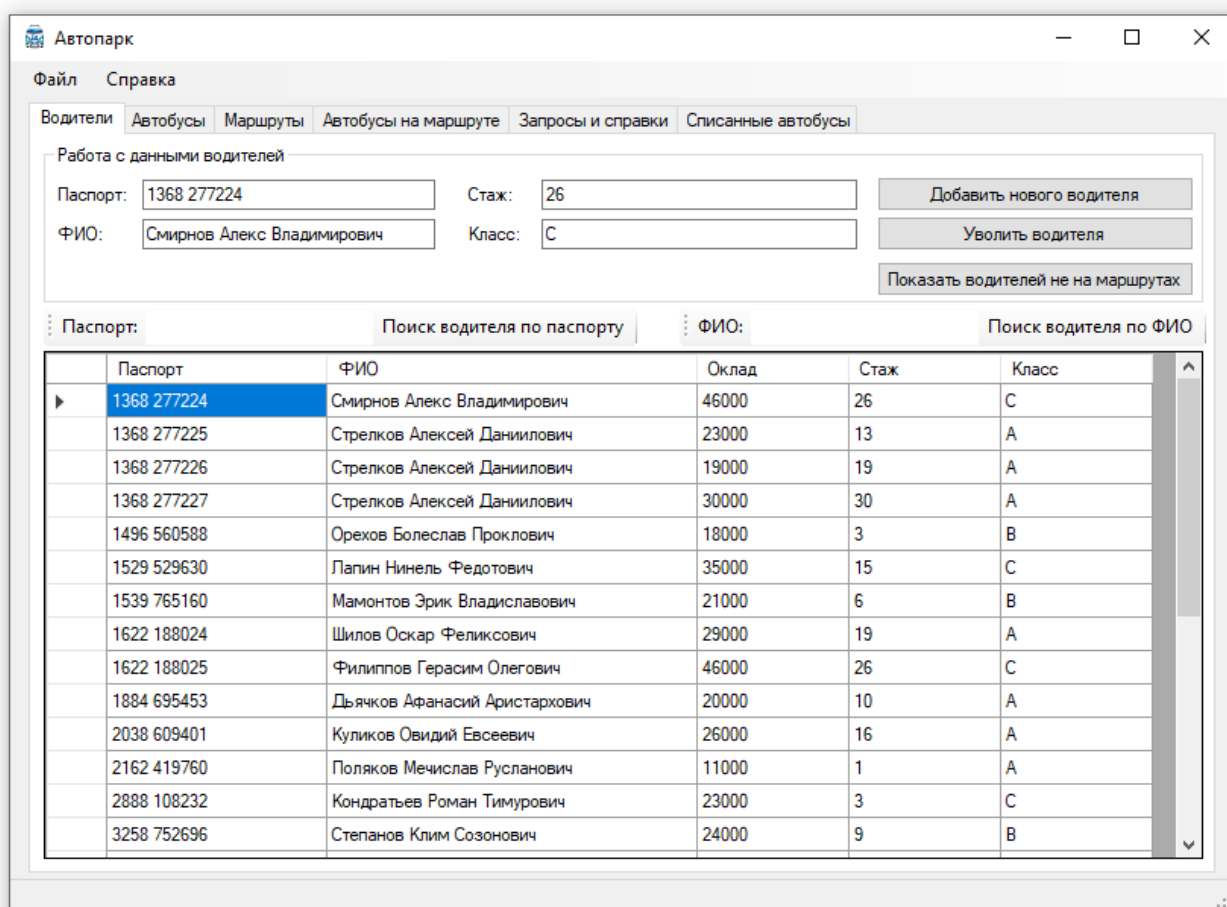 Автопарк
Файл Справка
Водители Автобусы Маршруты Автобусы на маршруте Запросы и справки Списанные автобусы
Работа с данными водителей
Паспорт: 1368 277224 Стаж: 26 Добавить нового водителя
ФИО: Смирнов Алекс Владимирович Класс: C Уволить водителя
Показать водителей не на маршрутах
Паспорт: Поиск водителя по паспорту ФИО: Поиск водителя по ФИО
Паспорт ФИО Оклад Стаж Класс
1368 277224 Смирнов Алекс Владимирович 46000 26 C
1368 277225 Стрелков Алексей Даниилович 23000 13 A
1368 277226 Стрелков Алексей Даниилович 19000 19 A
1368 277227 Стрелков Алексей Даниилович 30000 30 A
1496 560588 Орехов Болеслав Проклович 18000 3 B
1529 529630 Лапин Нинель Федотович 35000 15 C
1539 765160 Мамонтов Эрик Владиславович 21000 6 B
1622 188024 Шилов Оскар Феликсович 29000 19 A
1622 188025 Филиппов Герасим Олегович 46000 26 C
1884 695453 Дьячков Афанасий Аристархович 20000 10 A
2038 609401 Куликов Овидий Евсеевич 26000 16 A
2162 419760 Поляков Мечислав Русланович 11000 1 A
2888 108232 Кондратьев Роман Тимурович 23000 3 C
3258 752696 Степанов Клим Созонович 24000 9 B